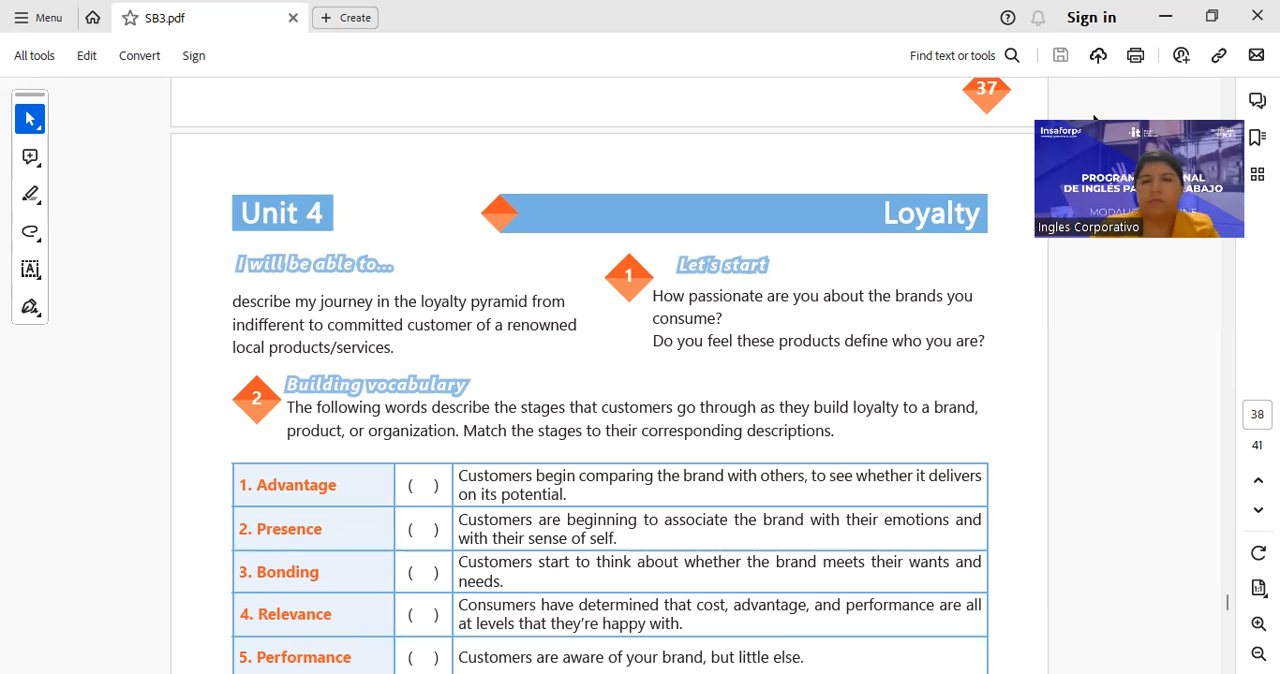 Menu
SB3.pdf
Create
Sign in
All tools
Edit
Convert
Sign
Find text or tools
37
Unit 4
Loyalty
I will be able to...
describe my journey in the loyalty pyramid from
indifferent to committed customer of a renowned
local products/services.
1
Let's start
How passionate are you about the brands you
consume?
Do you feel these products define who you are?
2
Building vocabulary
The following words describe the stages that customers go through as they build loyalty to a brand,
product, or organization. Match the stages to their corresponding descriptions.
1. Advantage
( )
Customers begin comparing the brand with others, to see whether it delivers
on its potential.
2. Presence
( )
Customers are beginning to associate the brand with their emotions and
with their sense of self.
3. Bonding
( )
Customers start to think about whether the brand meets their wants and
needs.
4. Relevance
( )
Consumers have determined that cost, advantage, and performance are all
at levels that they're happy with.
5. Performance
( )
Customers are aware of your brand, but little else.
Insaforp
it
DE INGLÉS
Ingles Corporativo
38
41